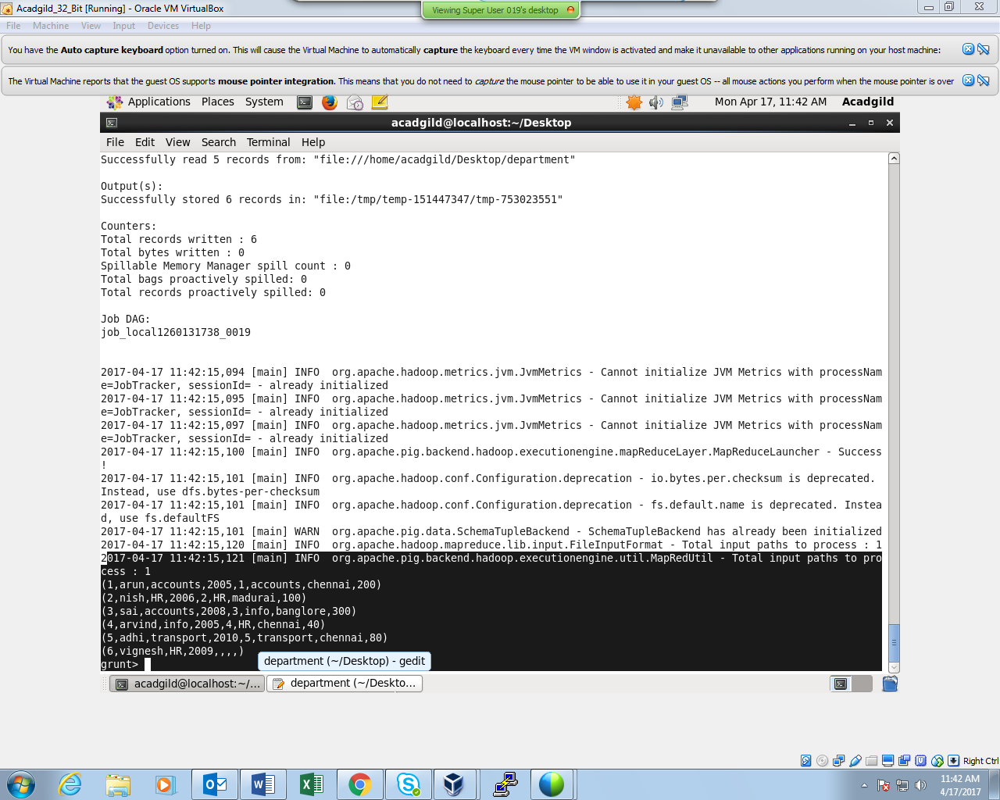 Acadgild_32_Bit [Running] - Oracle VM VirtualBox
Viewing Super User 019's desktop
File Machine View Input Devices Help
You have the Auto capture keyboard option turned on. This will cause the Virtual Machine to automatically capture the keyboard every time the VM window is activated and make it unavailable to other applications running on your host machine:
The Virtual Machine reports that the guest OS supports mouse pointer integration. This means that you do not need to capture the mouse pointer to be able to use it in your guest OS -- all mouse actions you perform when the mouse pointer is over
Applications Places System Mon Apr 17, 11:42 AM Acadgild
acadgild@localhost:~/Desktop
File Edit View Search Terminal Help
Successfully read 5 records from: "file:///home/acadgild/Desktop/department"
Output(s):
Successfully stored 6 records in: "file:/tmp/temp-151447347/tmp-753023551"
Counters:
Total records written : 6
Total bytes written : 0
Spillable Memory Manager spill count : 0
Total bags proactively spilled: 0
Total records proactively spilled: 0
Job DAG:
job_local1260131738_0019
2017-04-17 11:42:15,094 [main] INFO  org.apache.hadoop.metrics.jvm.JvmMetrics - Cannot initialize JVM Metrics with processNam
e=JobTracker, sessionId= - already initialized
2017-04-17 11:42:15,095 [main] INFO  org.apache.hadoop.metrics.jvm.JvmMetrics - Cannot initialize JVM Metrics with processNam
e=JobTracker, sessionId= - already initialized
2017-04-17 11:42:15,097 [main] INFO  org.apache.hadoop.metrics.jvm.JvmMetrics - Cannot initialize JVM Metrics with processNam
e=JobTracker, sessionId= - already initialized
2017-04-17 11:42:15,100 [main] INFO  org.apache.pig.backend.hadoop.executionengine.mapReduceLayer.MapReduceLauncher - Success
!
2017-04-17 11:42:15,101 [main] INFO  org.apache.hadoop.conf.Configuration.deprecation - io.bytes.per.checksum is deprecated.
Instead, use dfs.bytes-per-checksum
2017-04-17 11:42:15,101 [main] INFO  org.apache.hadoop.conf.Configuration.deprecation - fs.default.name is deprecated. Instea
d, use fs.defaultFS
2017-04-17 11:42:15,101 [main] WARN  org.apache.pig.data.SchemaTupleBackend - SchemaTupleBackend has already been initialized
2017-04-17 11:42:15,120 [main] INFO  org.apache.hadoop.mapreduce.lib.input.FileInputFormat - Total input paths to process : 1
2017-04-17 11:42:15,121 [main] INFO  org.apache.pig.backend.hadoop.executionengine.util.MapRedUtil - Total input paths to pro
cess : 1
(1,arun,accounts,2005,1,accounts,chennai,200)
(2,nish,HR,2006,2,HR,madurai,100)
(3,sai,accounts,2008,3,info,banglore,300)
(4,arvind,info,2005,4,HR,chennai,40)
(5,adhi,transport,2010,5,transport,chennai,80)
(6,vignesh,HR,2009,,,,)
grunt>
department (~/Desktop) - gedit
acadgild@localhost:~/... department (~/Deskto...
Right Ctrl
11:42 AM
4/17/2017